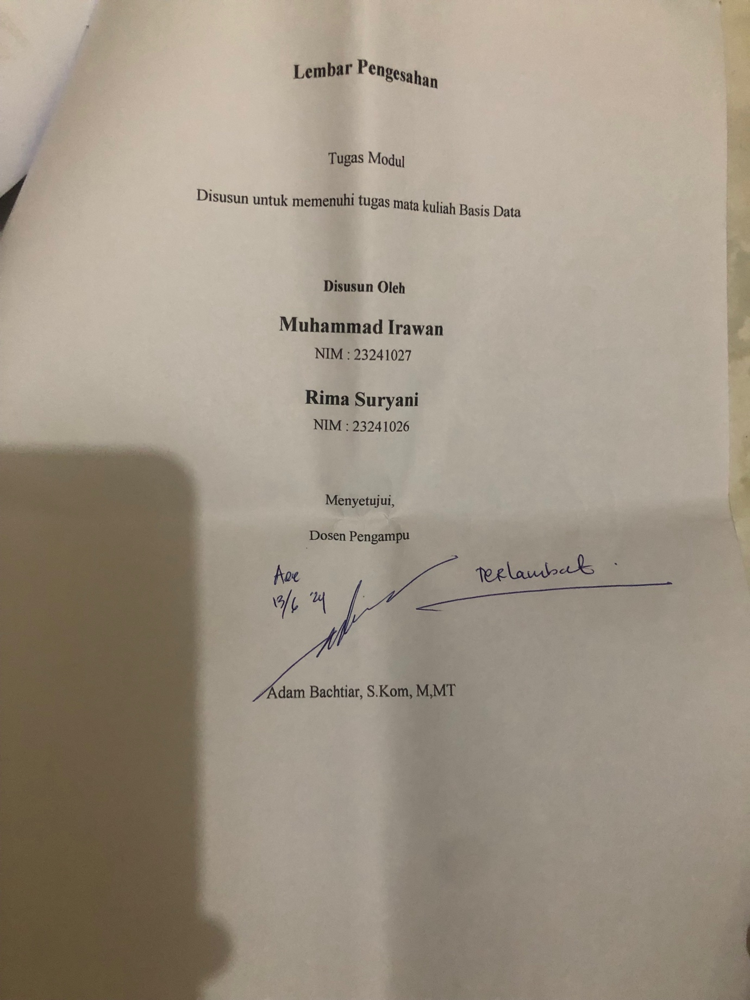 Lembar Pengesahan
Tugas Modul
Disusun untuk memenuhi tugas mata kuliah Basis Data
Disusun Oleh
Muhammad Irawan
NIM : 23241027
Rima Suryani
NIM : 23241026
Menyetujui,
Dosen Pengampu
Acc
13/6 '24
Terlambat.
Adam Bachtiar, S.Kom, M,MT